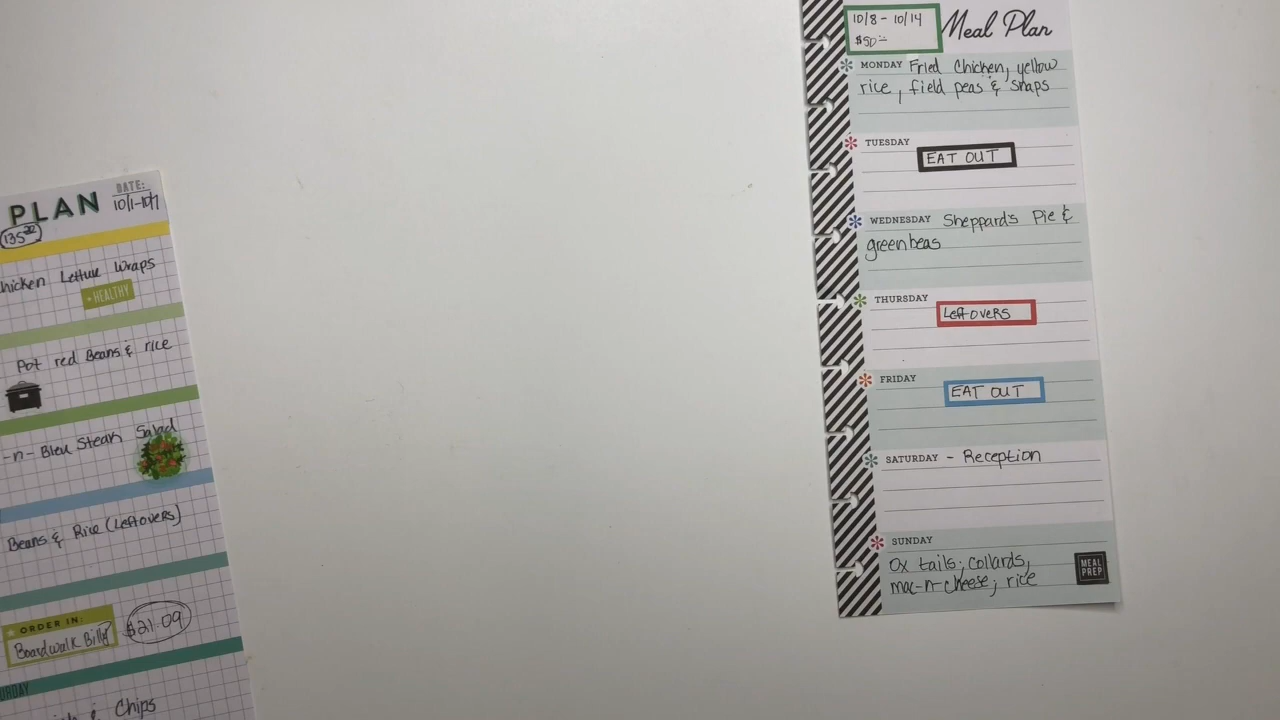 PLAN
DATE:
10/1-10/7
135
Lettuce Wraps
• HEALTHY
Pot red Beans & rice
-n- Bleu Steak Salad
Beans & Rice (Leftovers)
ORDER IN:
Boardwalk Billy
$21.09
& Chips
10/8 - 10/14
$50
Meal Plan
MONDAY Fried Chicken, yellow
rice, field peas & snaps
TUESDAY
EAT OUT
WEDNESDAY Sheppard's Pie &
green beas
THURSDAY
Leftovers
FRIDAY
EAT OUT
SATURDAY - Reception
SUNDAY
Ox tails, collards,
mac-n-cheese, rice
MEAL
PREP